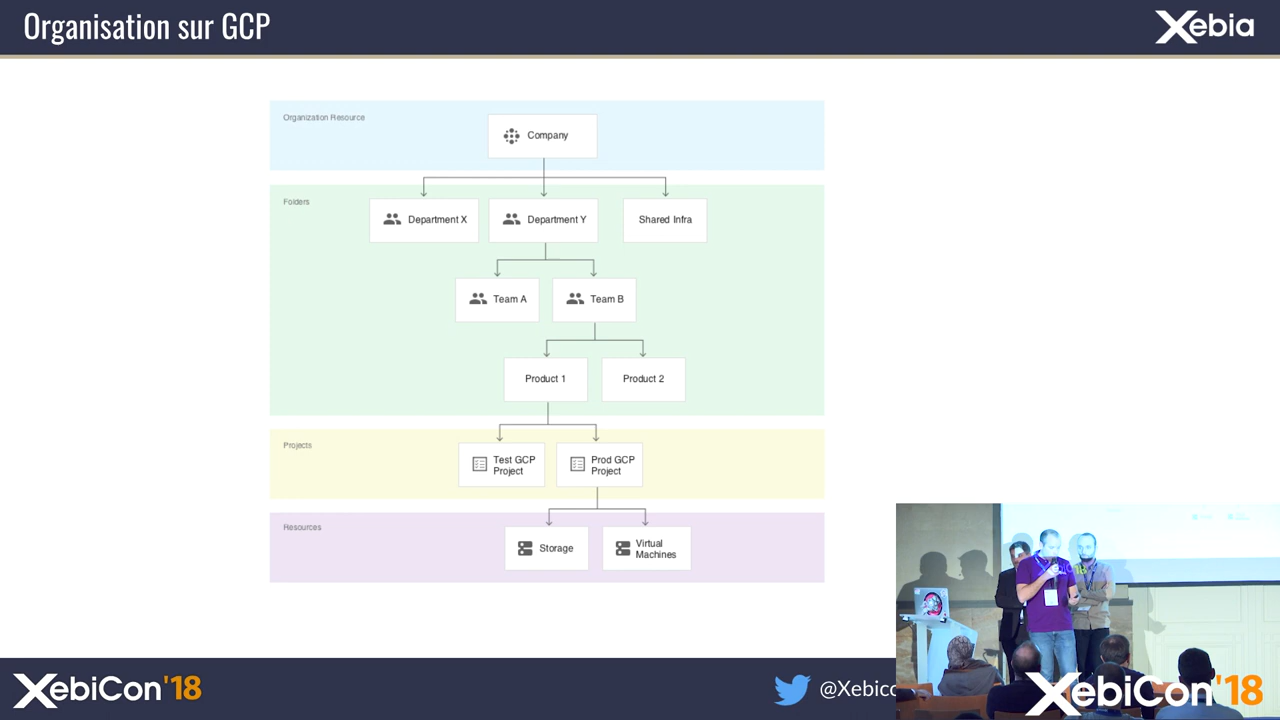 Organisation sur GCP
Xebia
Organization Resource
Company
Folders
Department X
Department Y
Shared Infra
Team A
Team B
Product 1
Product 2
Projects
Test GCP
Project
Prod GCP
Project
Resources
Storage
Virtual
Machines
XebiCon'18
@Xebico
XebiCon'18